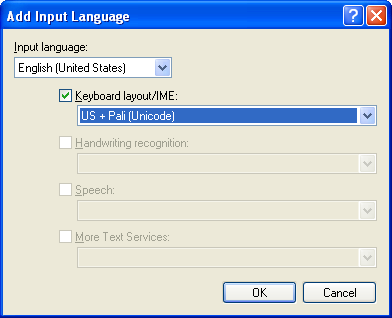 Add Input Language
Input language:
English (United States)
Keyboard layout/IME:
US + Pali (Unicode)
Handwriting recognition:
Speech:
More Text Services:
OK Cancel